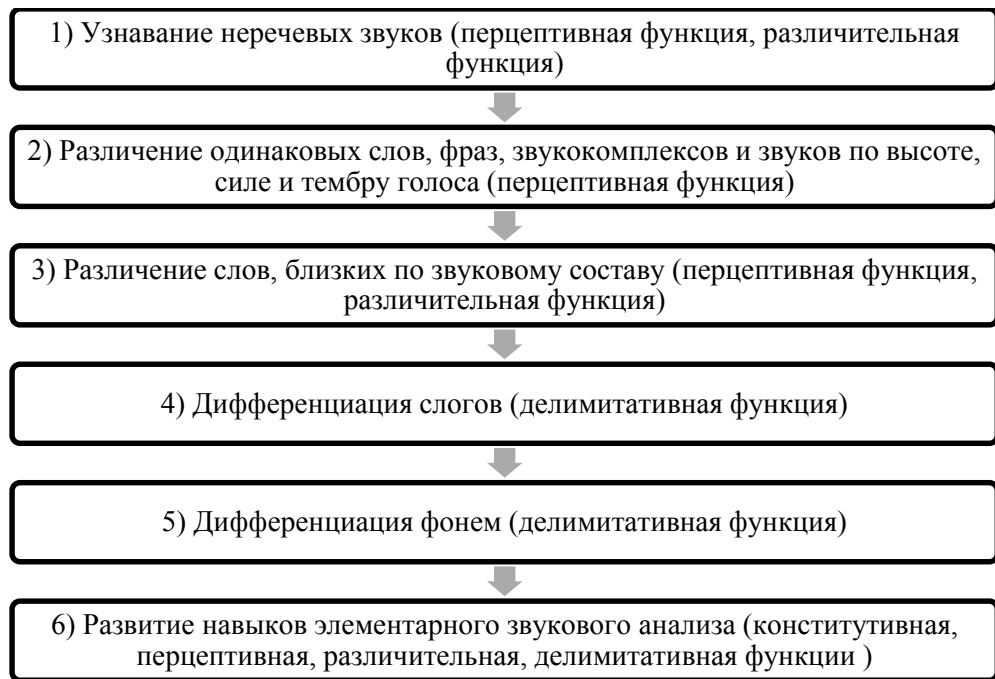 1) Узнавание неречевых звуков (перцептивная функция, различительная
функция)
2) Различение одинаковых слов, фраз, звукокомплексов и звуков по высоте,
силе и тембру голоса (перцептивная функция)
3) Различение слов, близких по звуковому составу (перцептивная функция,
различительная функция)
4) Дифференциация слогов (делимитативная функция)
5) Дифференциация фонем (делимитативная функция)
6) Развитие навыков элементарного звукового анализа (конститутивная,
перцептивная, различительная, делимитативная функции )